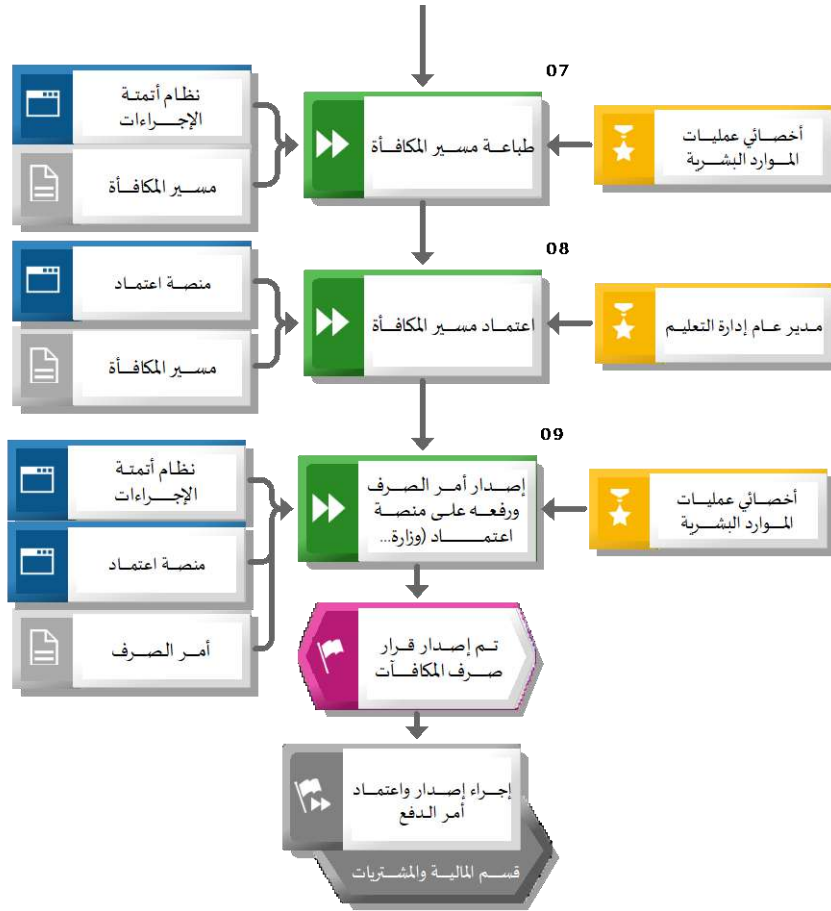 07
أخصائي عمليات
الموارد البشرية
طباعة مسير المكافأة
نظام أتمتة
الإجراءات
مسير المكافأة
08
مدير عام إدارة التعليم
اعتماد مسير المكافأة
منصة اعتماد
مسير المكافأة
09
أخصائي عمليات
الموارد البشرية
إصدار أمر الصرف
ورفعه على منصة
اعتماد (وزارة...
نظام أتمتة
الإجراءات
منصة اعتماد
أمر الصرف
تم إصدار قرار
صرف المكافآت
إجراء إصدار واعتماد
أمر الدفع
قسم المالية والمشتريات